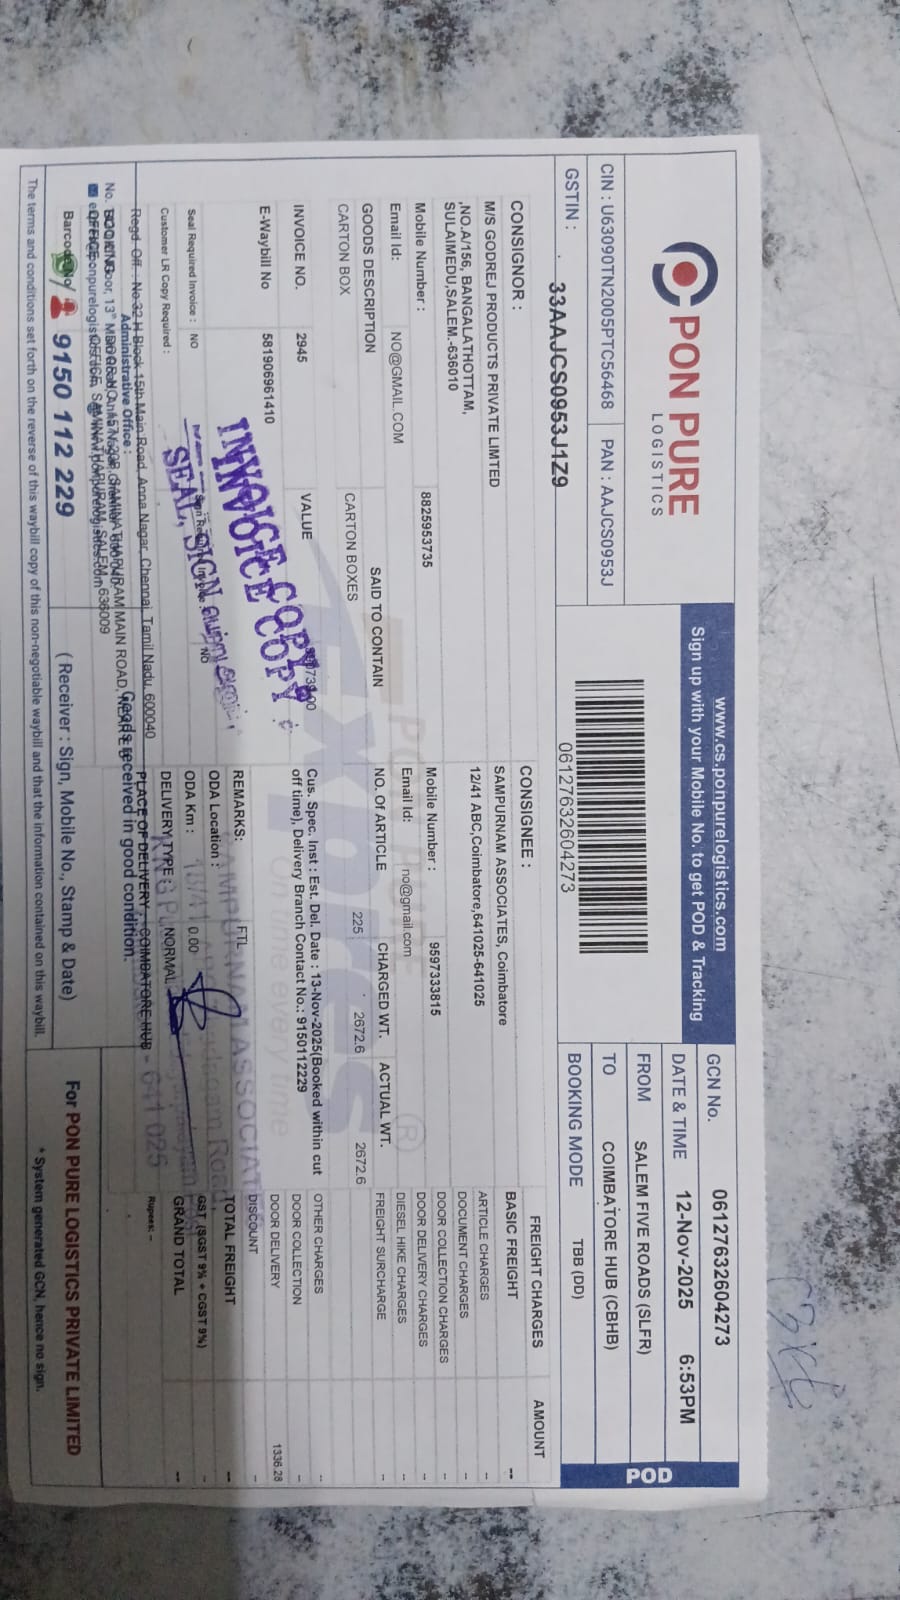 PON PURE
LOGISTICS
CIN : U63090TN2005PTC56468
PAN : AAJCS0953J
GSTIN : 33AAJCS0953J1Z9
www.cs.ponpurelogistics.com
Sign up with your Mobile No. to get POD & Tracking
06127632604273
GCN No. 06127632604273
DATE & TIME 12-Nov-2025 6:53PM
FROM SALEM FIVE ROADS (SLFR)
TO COIMBATORE HUB (CBHB)
BOOKING MODE TBB (DD)
POD
CONSIGNOR :
M/S GODREJ PRODUCTS PRIVATE LIMTED
,NO.A/156, BANGALATHOTTAM,
SULAIMEDU,SALEM.-636010
Mobile Number : 8825953735
Email Id: NO@GMAIL.COM
CONSIGNEE :
SAMPURNAM ASSOCIATES, Coimbatore
12/41 ABC,Coimbatore,641025-641025
Mobile Number : 9597333815
Email Id: no@gmail.com
GOODS DESCRIPTION SAID TO CONTAIN NO. Of ARTICLE CHARGED WT. ACTUAL WT.
CARTON BOX CARTON BOXES 225 2672.6 2672.6
INVOICE NO. 2945 VALUE
E-Waybill No 581906961410
Cus. Spec. Inst : Est. Del. Date : 13-Nov-2025(Booked within cut
off time), Delivery Branch Contact No.: 9150112229
REMARKS: FTL
ODA Location :
ODA Km : 0.00
DELIVERY TYPE : NORMAL
PLACE OF DELIVERY : COIMBATORE HUB - 641025
Seal Required Invoice : NO
Customer LR Copy Required :
INVOICE COPY
SEAL, SIGN
FREIGHT CHARGES AMOUNT
BASIC FREIGHT --
ARTICLE CHARGES -
DOCUMENT CHARGES -
DOOR COLLECTION CHARGES -
DOOR DELIVERY CHARGES -
DIESEL HIKE CHARGES -
FREIGHT SURCHARGE -
OTHER CHARGES -
DOOR COLLECTION -
DOOR DELIVERY 1336.28
DISCOUNT -
TOTAL FREIGHT --
GST (SGST 9% + CGST 9%) -
GRAND TOTAL --
Rupees: --
Regd. Off. : No.32 H Block 15th Main Road, Anna Nagar, Chennai, Tamil Nadu, 600040
Administrative Office :
9150 112 229
Goods received in good condition.
( Receiver : Sign, Mobile No., Stamp & Date)
For PON PURE LOGISTICS PRIVATE LIMITED
* System generated GCN, hence no sign.
The terms and conditions set forth on the reverse of this waybill copy of this non-negotiable waybill and that the information contained on this waybill.